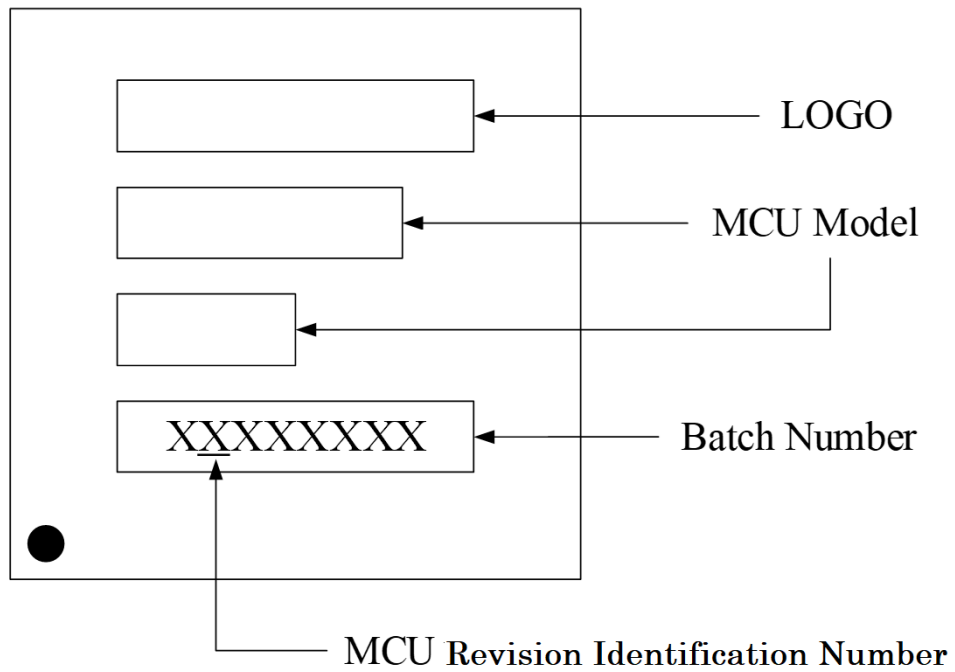 LOGO
MCU Model
XXXXXXXX
Batch Number
MCU Revision Identification Number